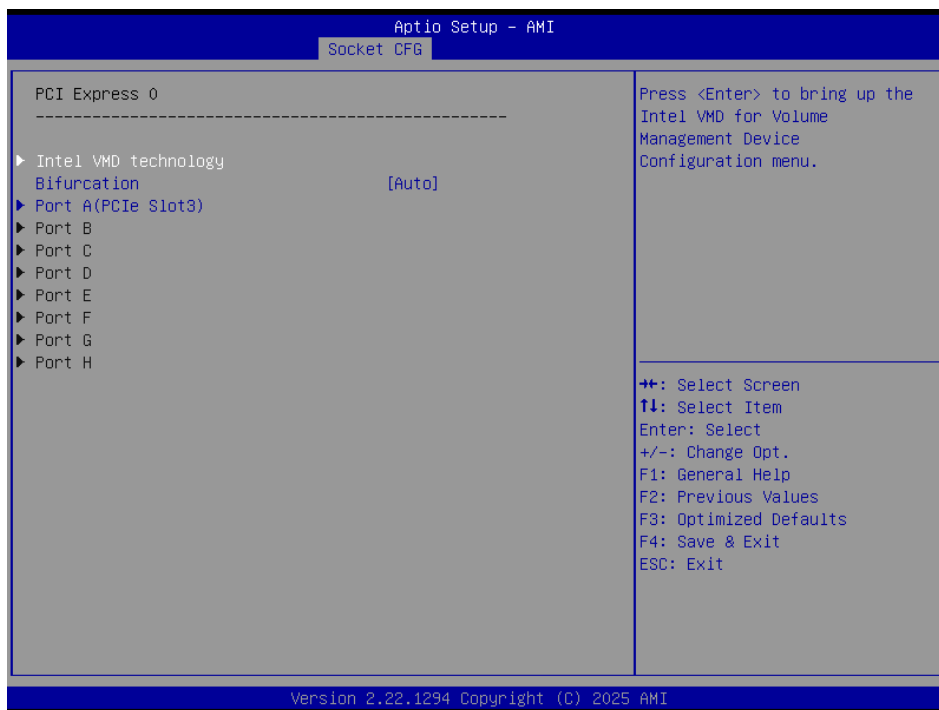 Aptio Setup – AMI
Socket CFG
PCI Express 0
--------------------------------------------------
Intel VMD technology
Bifurcation [Auto]
Port A(PCIe Slot3)
Port B
Port C
Port D
Port E
Port F
Port G
Port H
Press <Enter> to bring up the
Intel VMD for Volume
Management Device
Configuration menu.
→←: Select Screen
↑↓: Select Item
Enter: Select
+/-: Change Opt.
F1: General Help
F2: Previous Values
F3: Optimized Defaults
F4: Save & Exit
ESC: Exit
Version 2.22.1294 Copyright (C) 2025 AMI